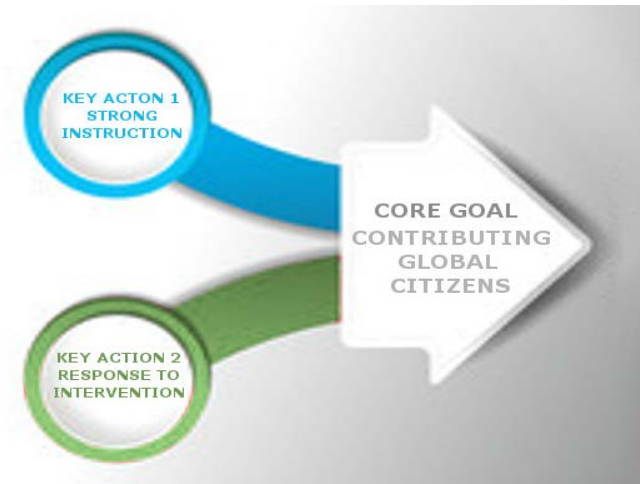 KEY ACTON 1
STRONG
INSTRUCTION
CORE GOAL
CONTRIBUTING
GLOBAL
CITIZENS
KEY ACTION 2
RESPONSE TO
INTERVENTION